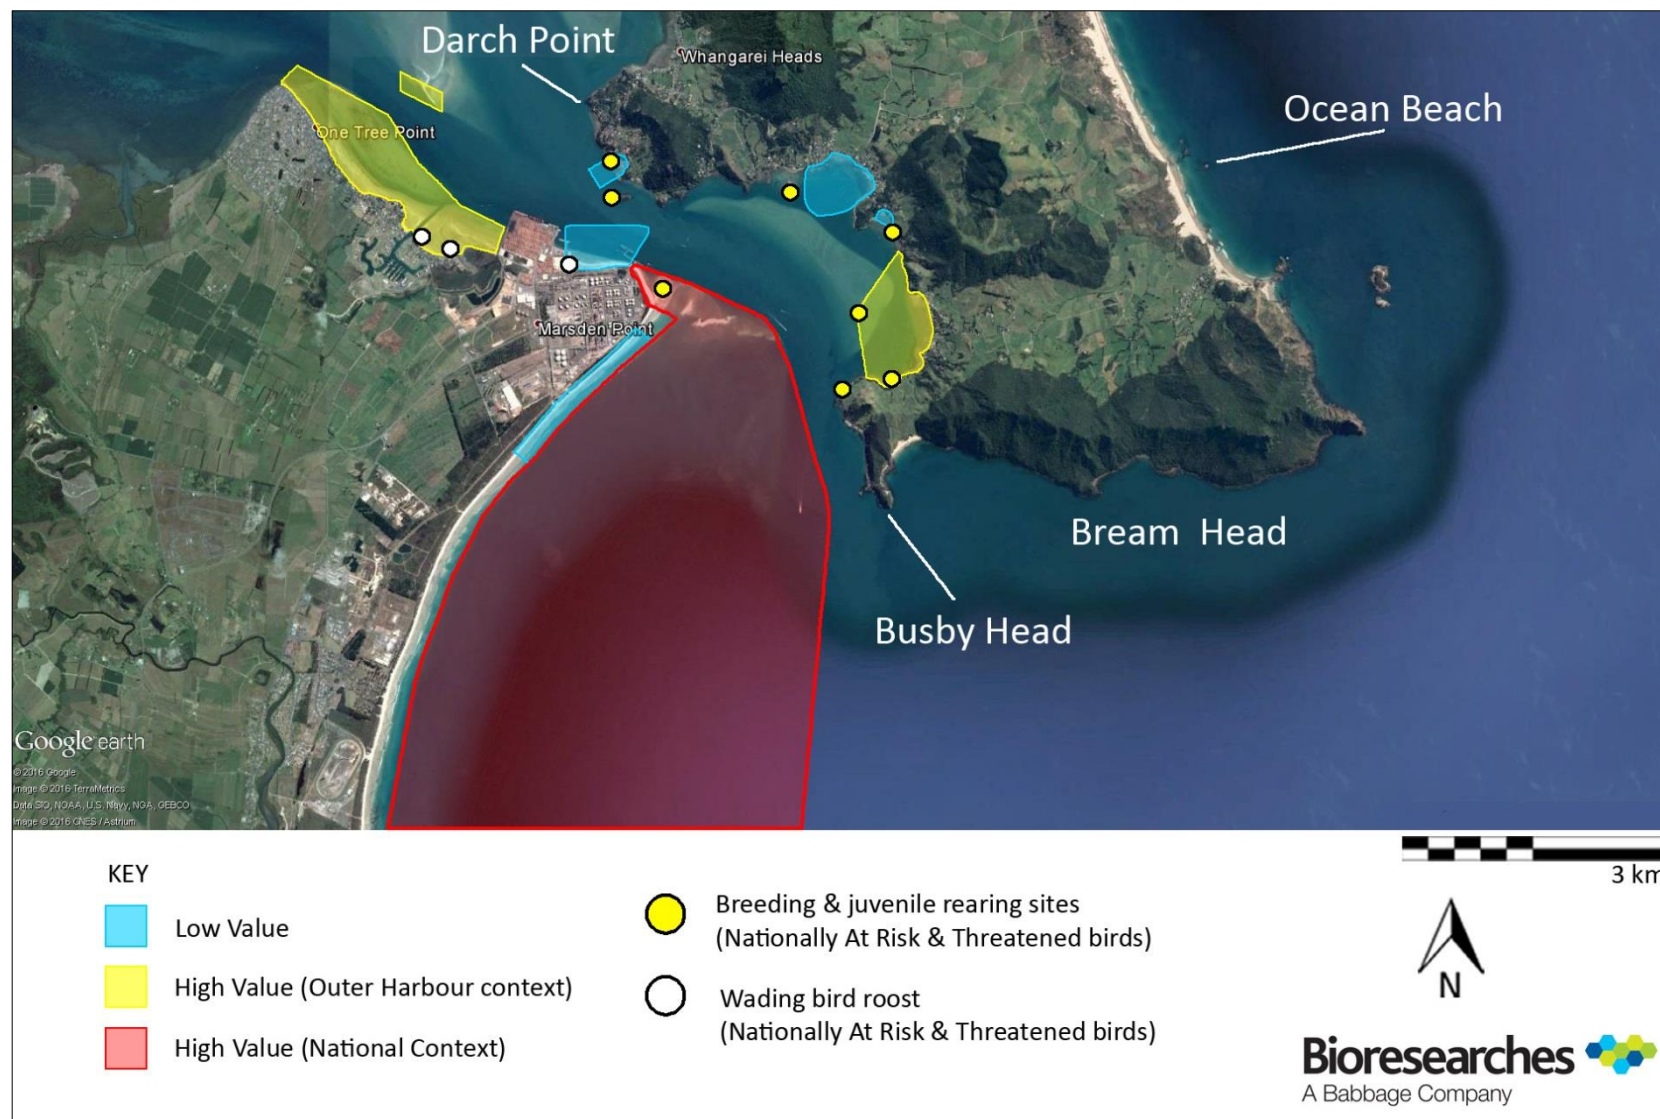 Darch Point
Whangarei Heads
Ocean Beach
One Tree Point
Marsden Point
Bream Head
Busby Head
Google earth
© 2016 Google
Image © 2016 TerraMetrics
Data SIO, NOAA, U.S. Navy, NGA, GEBCO
Image © 2016 CNES / Astrium
3 km
KEY
Low Value
High Value (Outer Harbour context)
High Value (National Context)
Breeding & juvenile rearing sites
(Nationally At Risk & Threatened birds)
Wading bird roost
(Nationally At Risk & Threatened birds)
N
Bioresearches
A Babbage Company